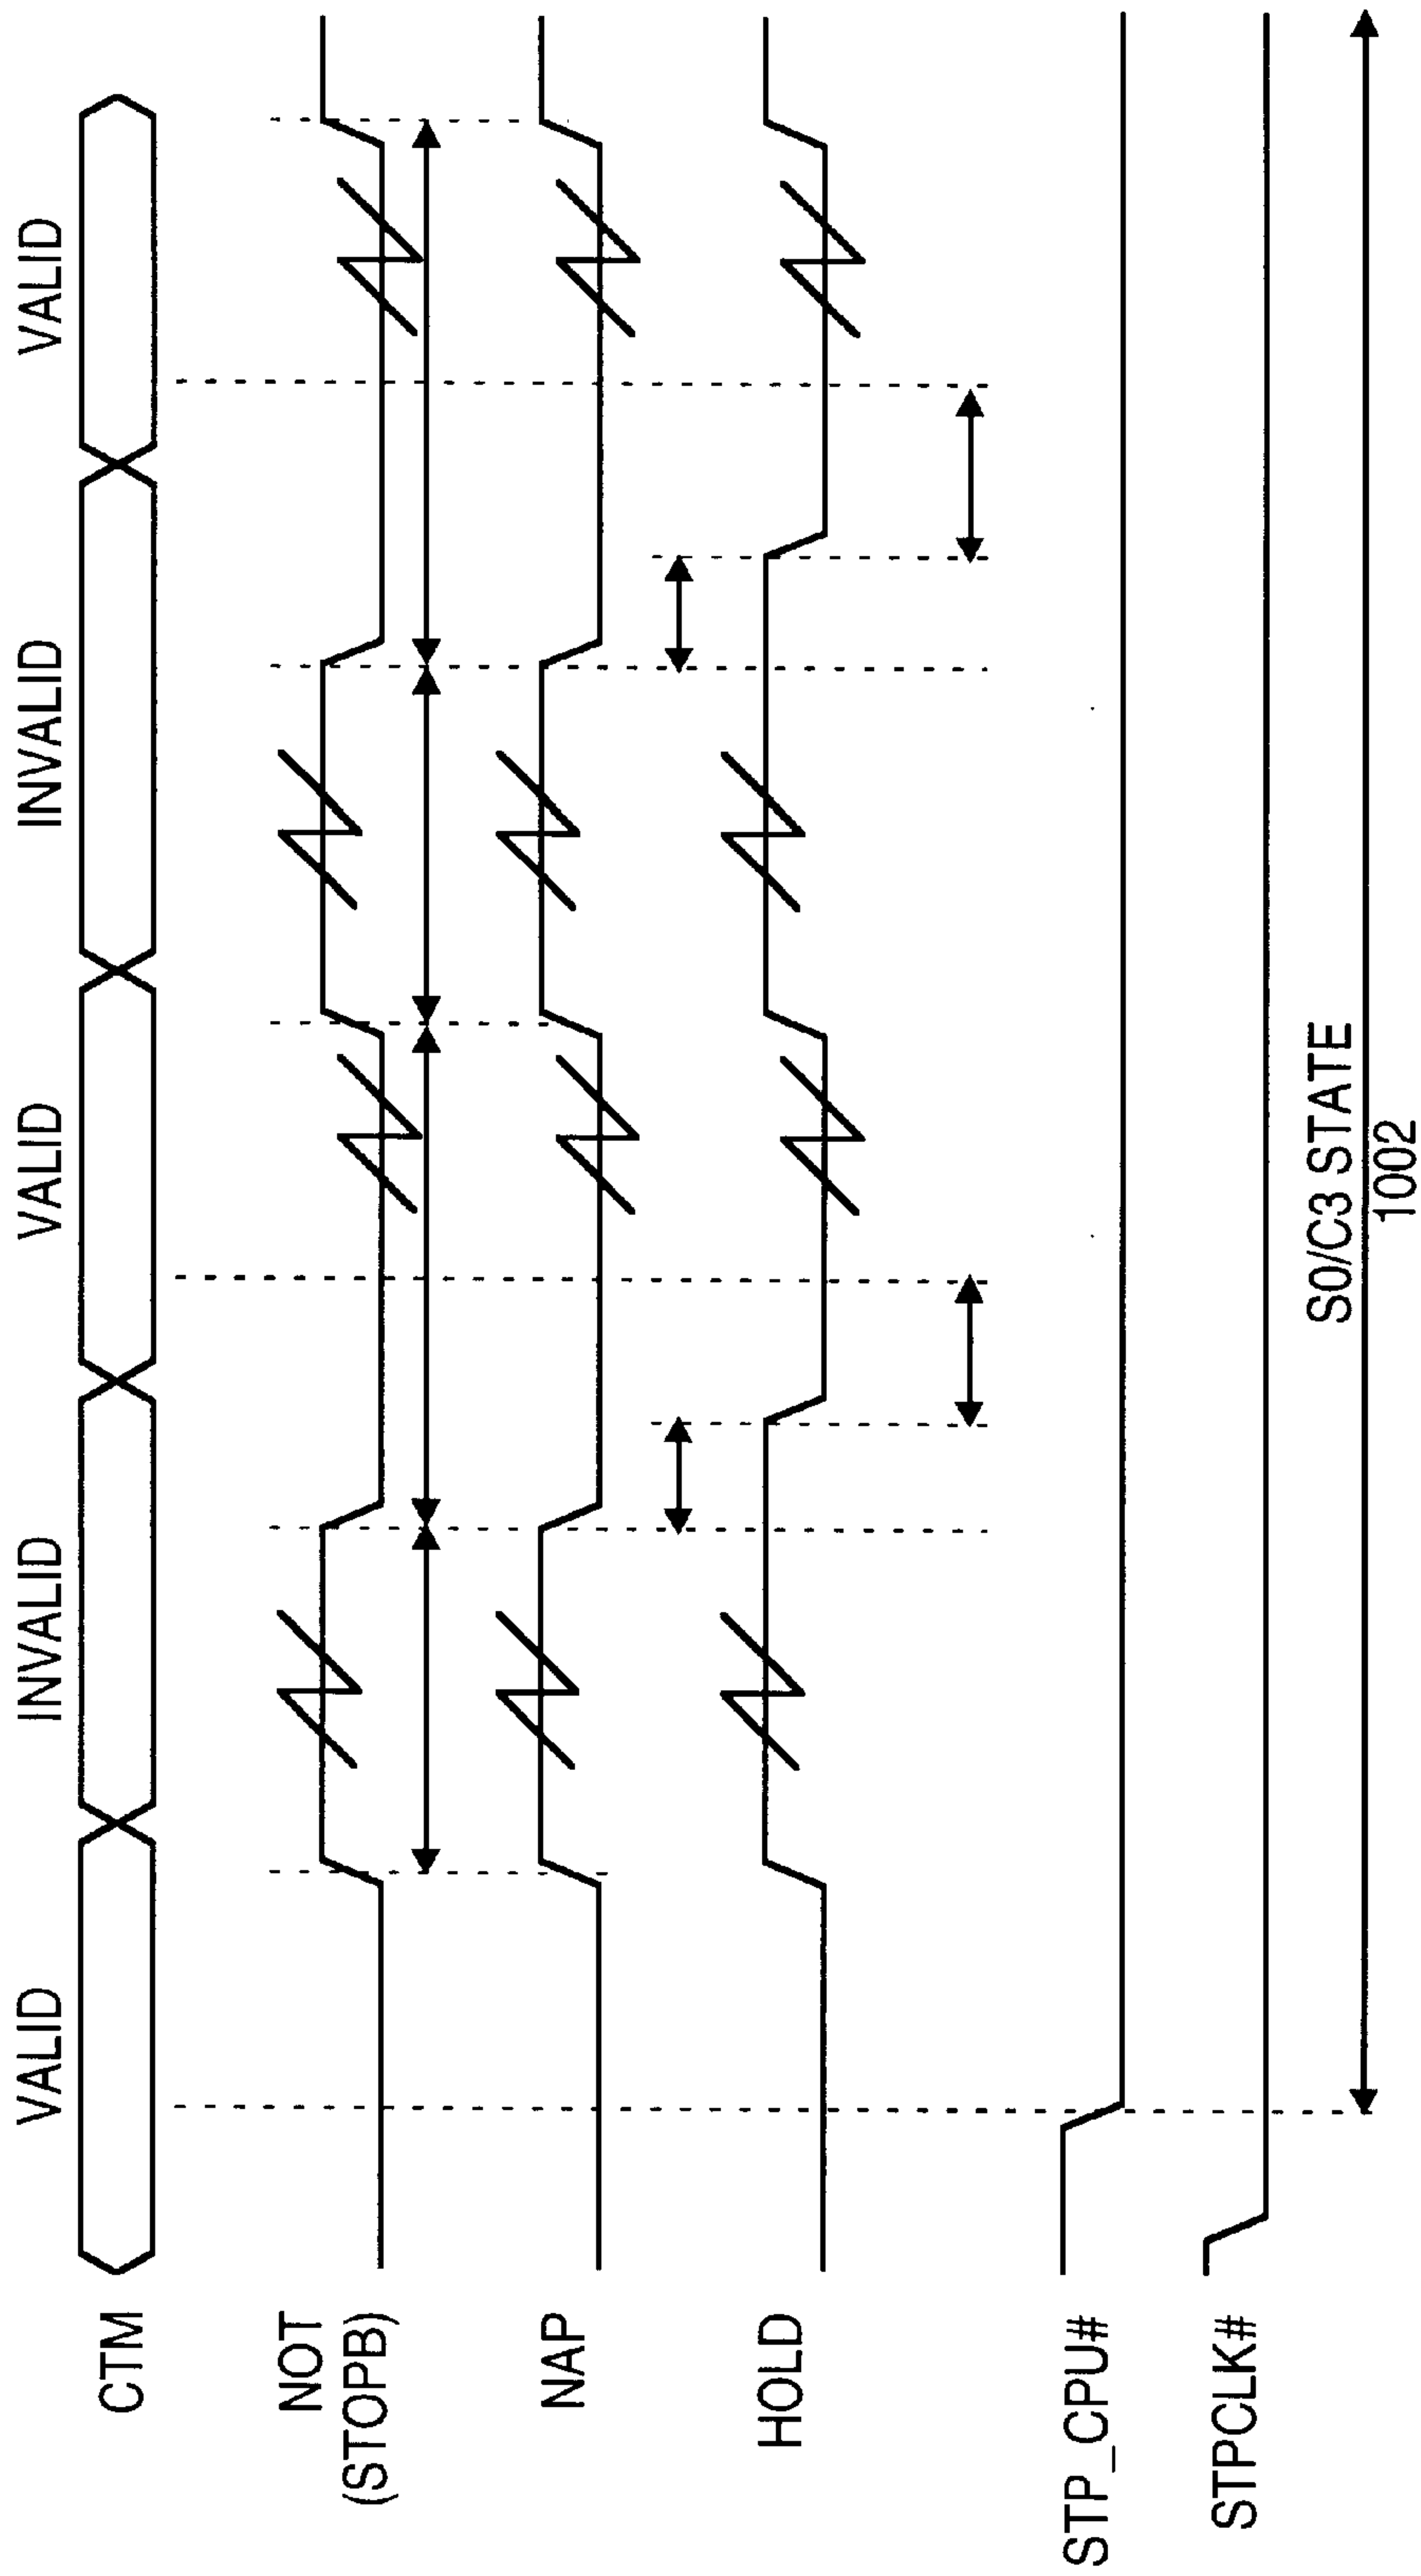 VALID
INVALID
VALID
INVALID
VALID
CTM
NOT
(STOPB)
NAP
HOLD
STP_CPU#
STPCLK#
S0/C3 STATE
1002